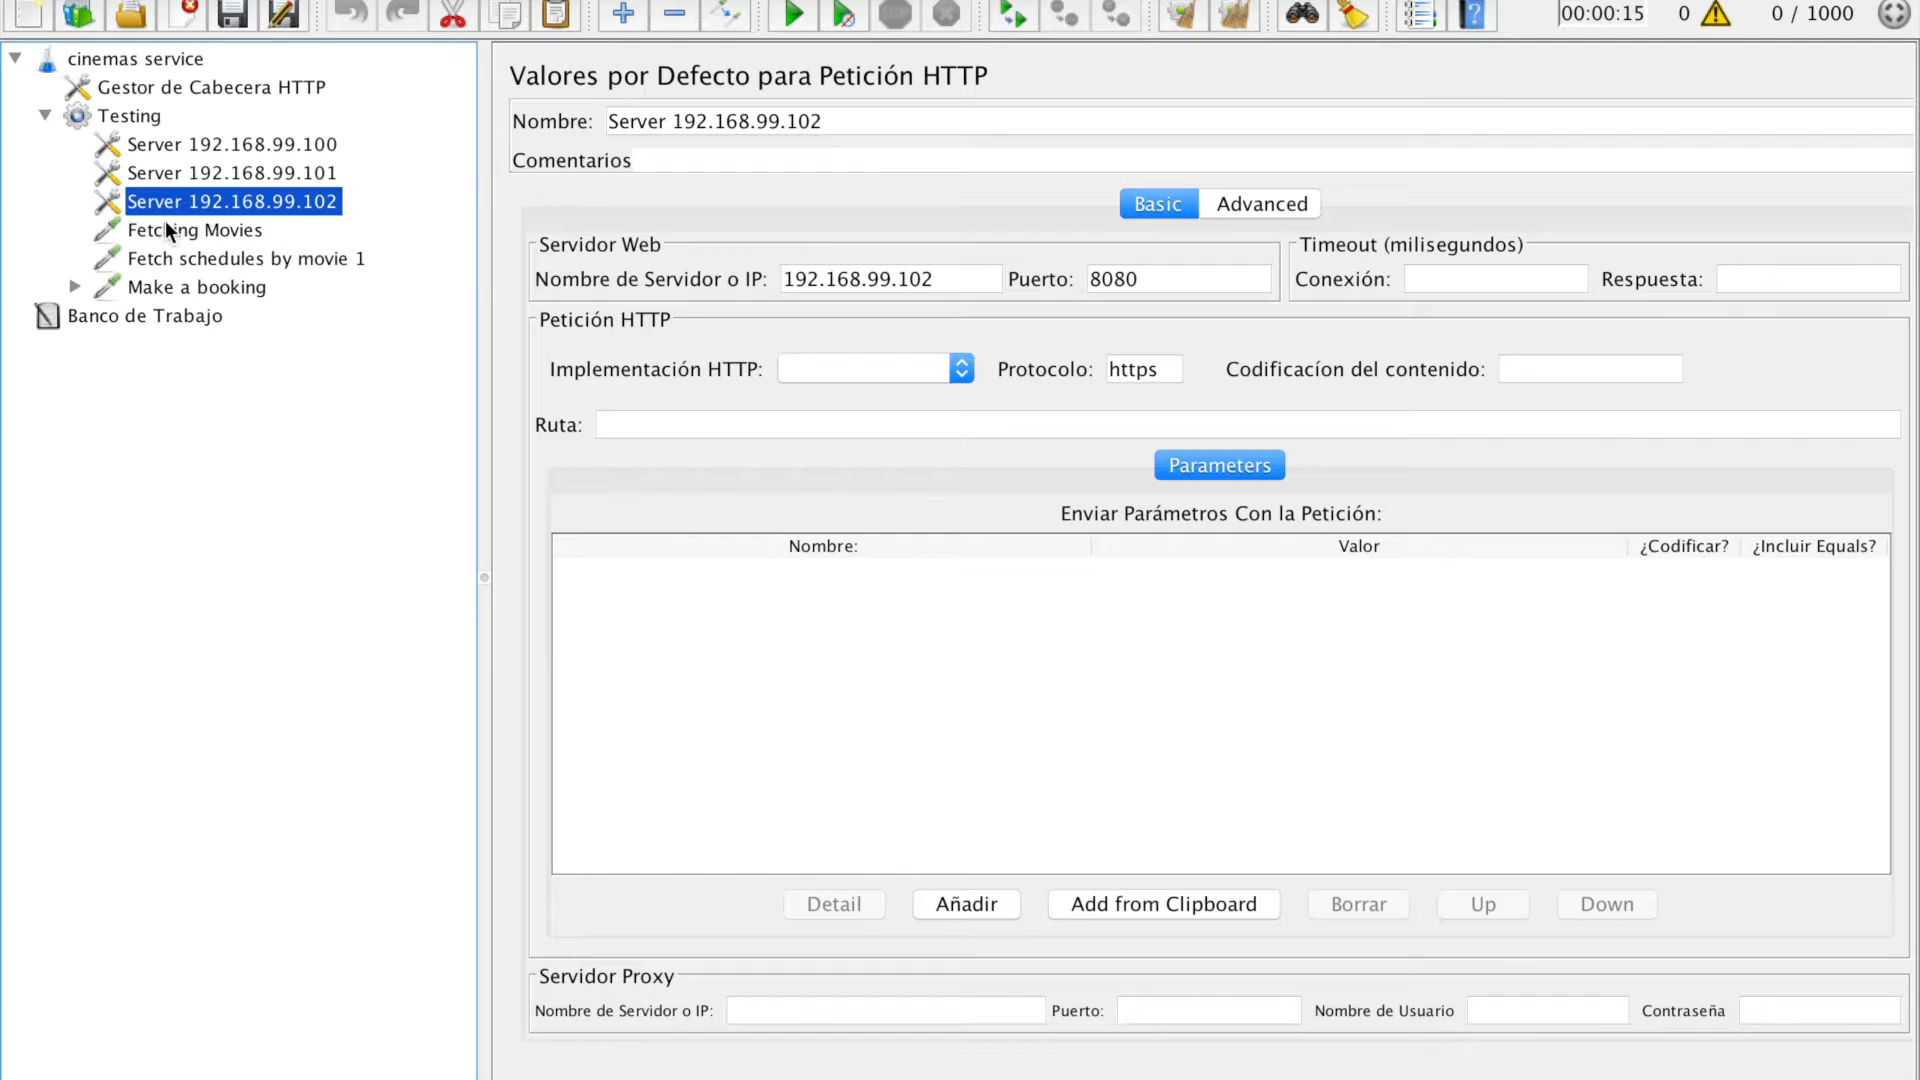 00:00:15 0 0 / 1000
cinemas service
Gestor de Cabecera HTTP
Testing
Server 192.168.99.100
Server 192.168.99.101
Server 192.168.99.102
Fetching Movies
Fetch schedules by movie 1
Make a booking
Banco de Trabajo
Valores por Defecto para Petición HTTP
Nombre: Server 192.168.99.102
Comentarios
Basic Advanced
Servidor Web
Nombre de Servidor o IP: 192.168.99.102 Puerto: 8080
Timeout (milisegundos)
Conexión: Respuesta:
Petición HTTP
Implementación HTTP: Protocolo: https Codificacíon del contenido:
Ruta:
Parameters
Enviar Parámetros Con la Petición:
Nombre: Valor ¿Codificar? ¿Incluir Equals?
Detail Añadir Add from Clipboard Borrar Up Down
Servidor Proxy
Nombre de Servidor o IP: Puerto: Nombre de Usuario Contraseña